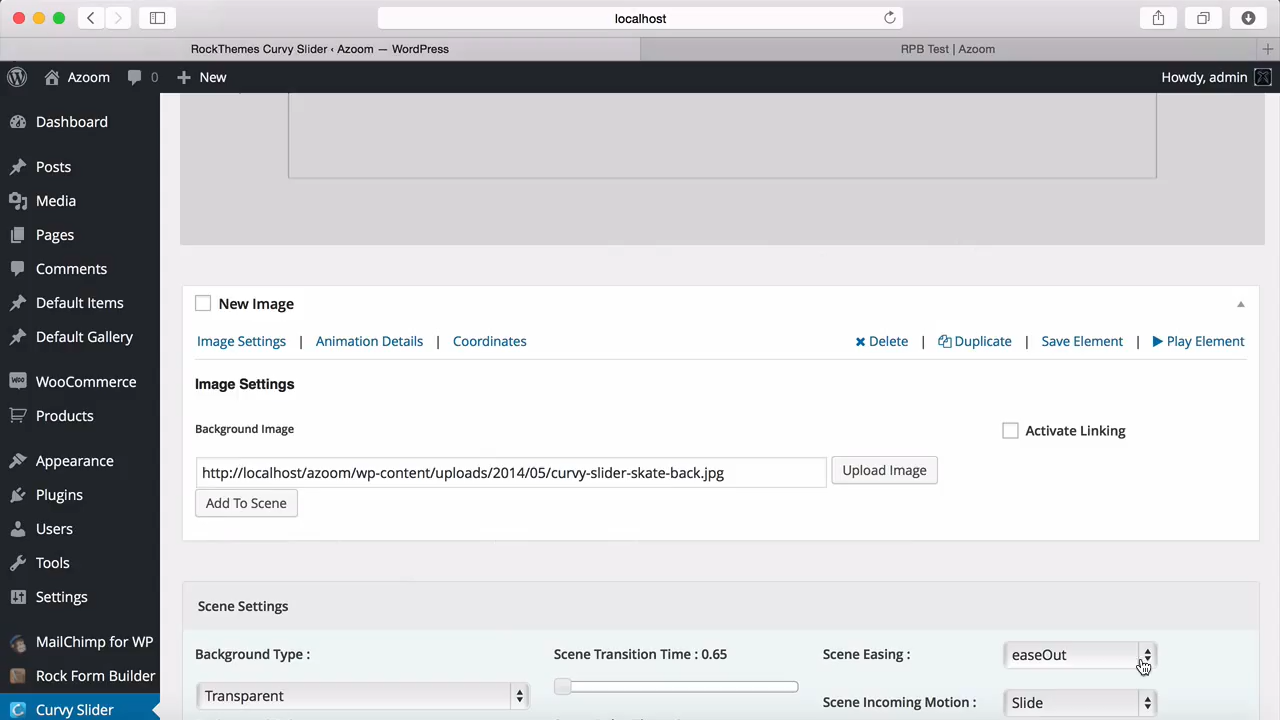 localhost
RockThemes Curvy Slider ‹ Azoom — WordPress
RPB Test | Azoom
Azoom 0 New
Howdy, admin
Dashboard
Posts
Media
Pages
Comments
Default Items
Default Gallery
WooCommerce
Products
Appearance
Plugins
Users
Tools
Settings
MailChimp for WP
Rock Form Builder
Curvy Slider
New Image
Image Settings | Animation Details | Coordinates
Delete | Duplicate | Save Element | Play Element
Image Settings
Background Image
Activate Linking
http://localhost/azoom/wp-content/uploads/2014/05/curvy-slider-skate-back.jpg
Upload Image
Add To Scene
Scene Settings
Background Type :
Transparent
Scene Transition Time : 0.65
Scene Easing :
easeOut
Scene Incoming Motion :
Slide